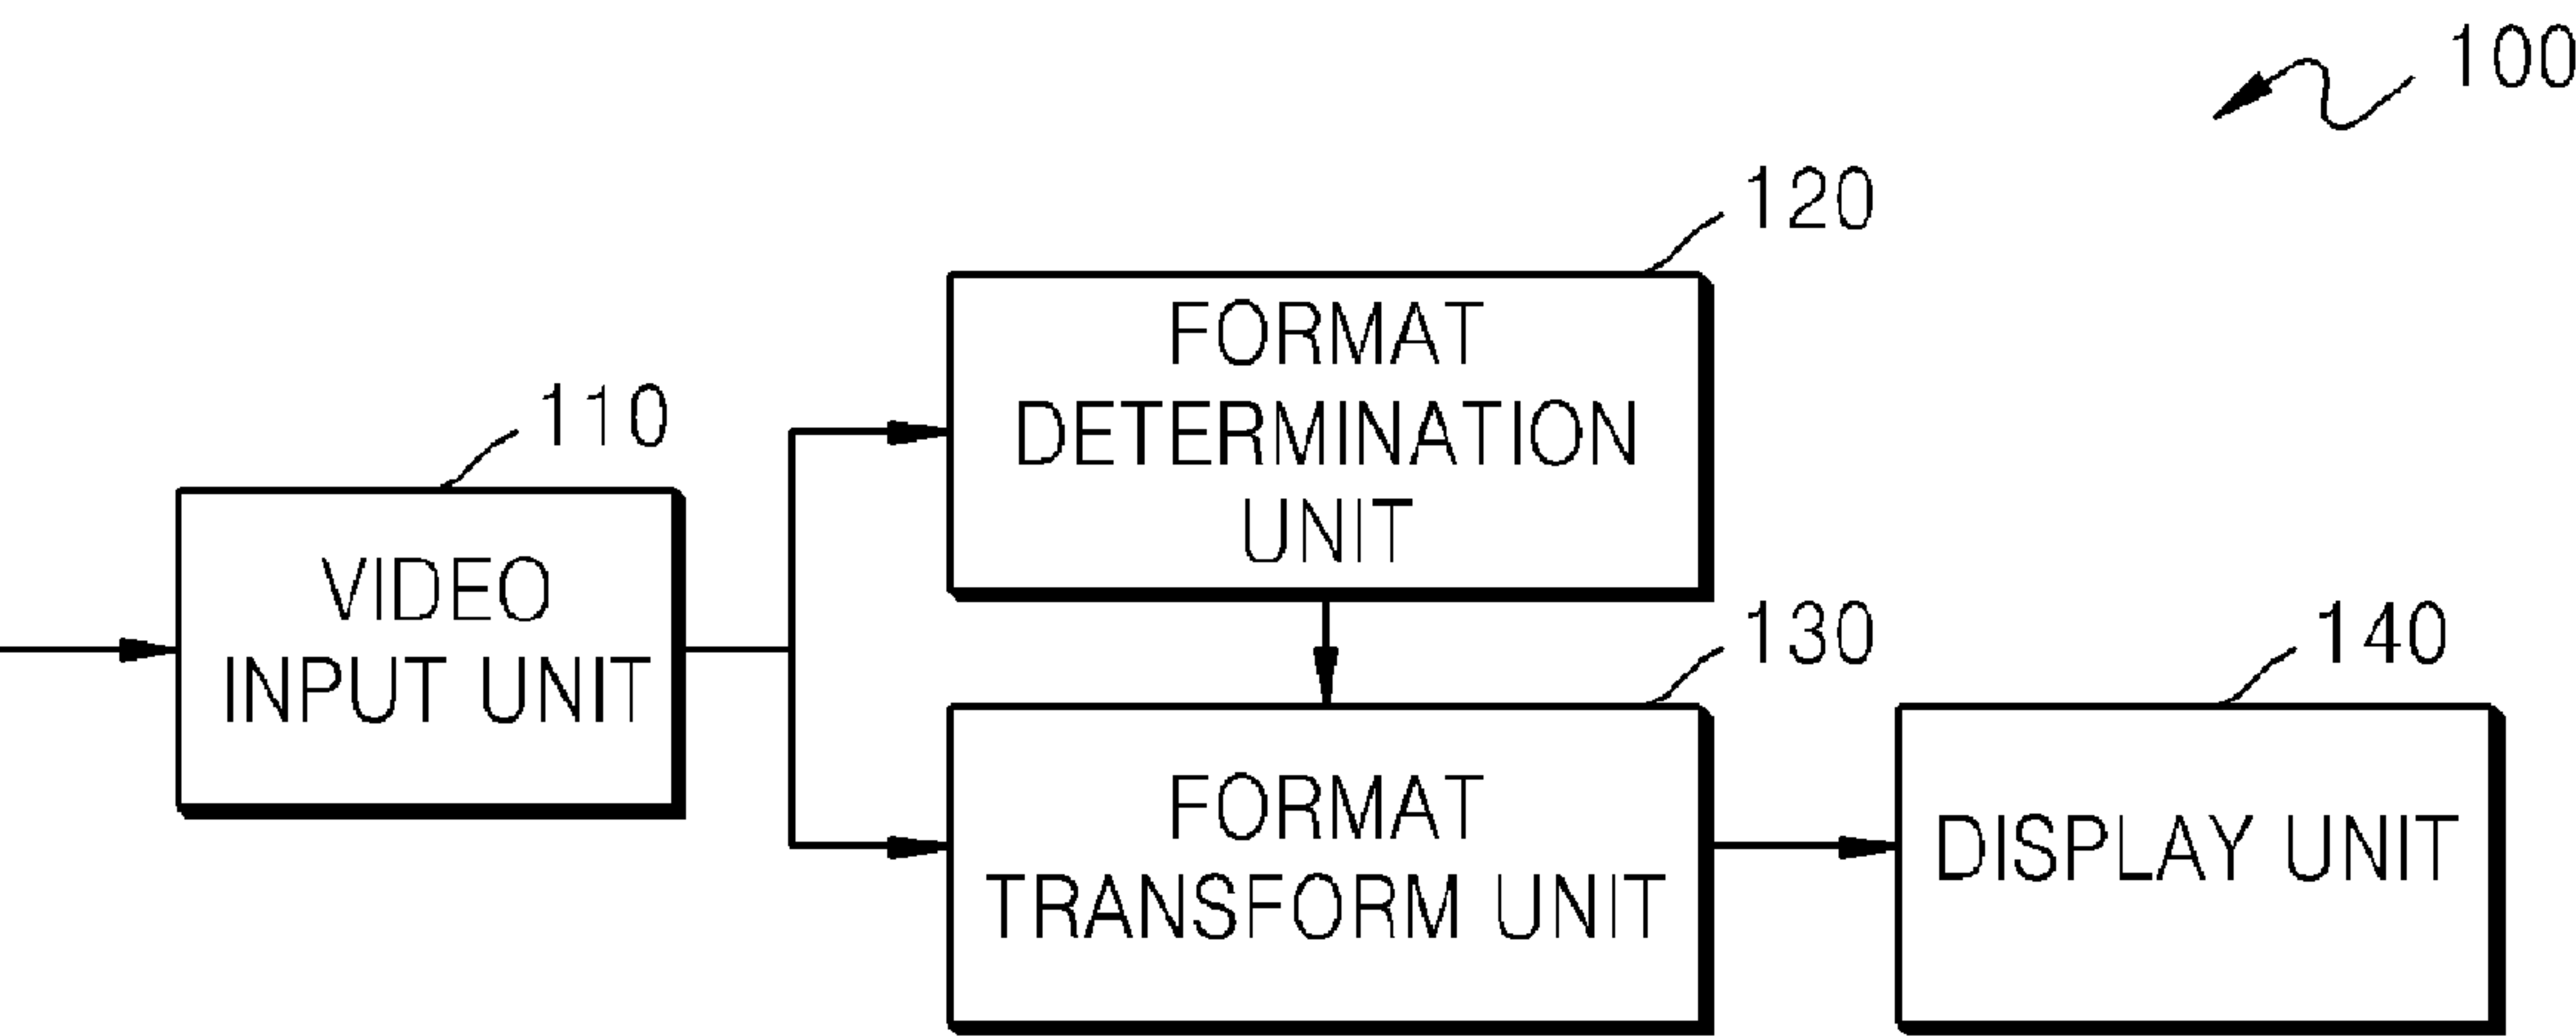 100
120
FORMAT
DETERMINATION
UNIT
110
VIDEO
INPUT UNIT
130
FORMAT
TRANSFORM UNIT
140
DISPLAY UNIT